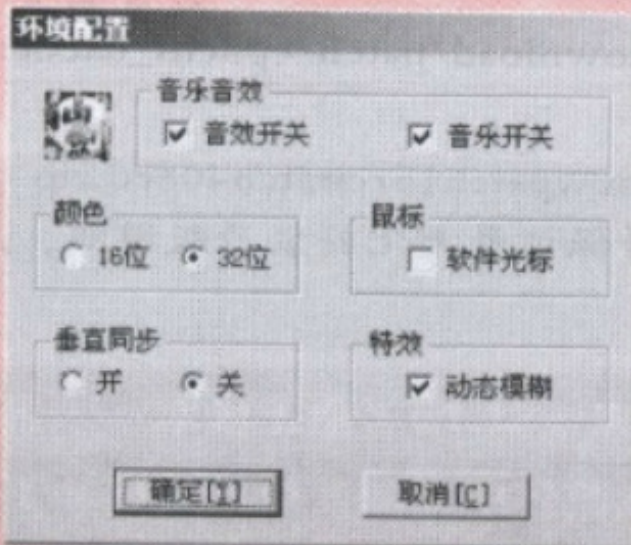 环境配置
音乐音效
音效开关 音乐开关
颜色 鼠标
16位 32位 软件光标
垂直同步 特效
开 关 动态模糊
确定[Y] 取消[C]